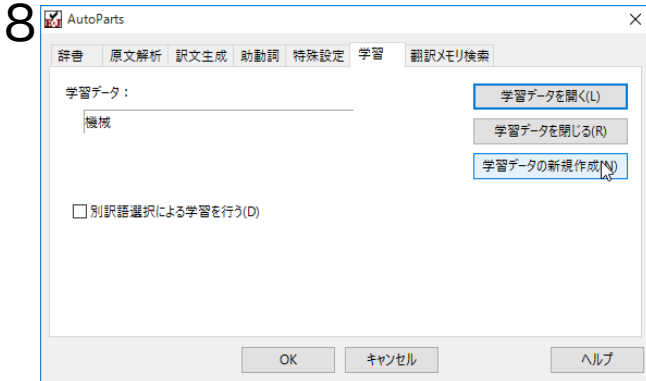 8
AutoParts
辞書 原文解析 訳文生成 助動詞 特殊設定 学習 翻訳メモリ検索
学習データ：
機械
学習データを開く(L)
学習データを閉じる(R)
学習データの新規作成(N)
別訳語選択による学習を行う(D)
OK キャンセル ヘルプ